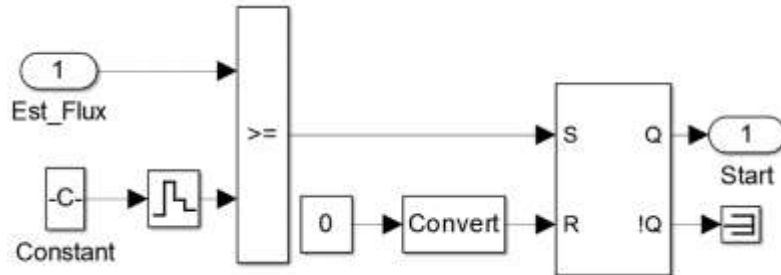 1
Est_Flux
-C-
Constant
>=
0
Convert
S
R
Q
!Q
1
Start